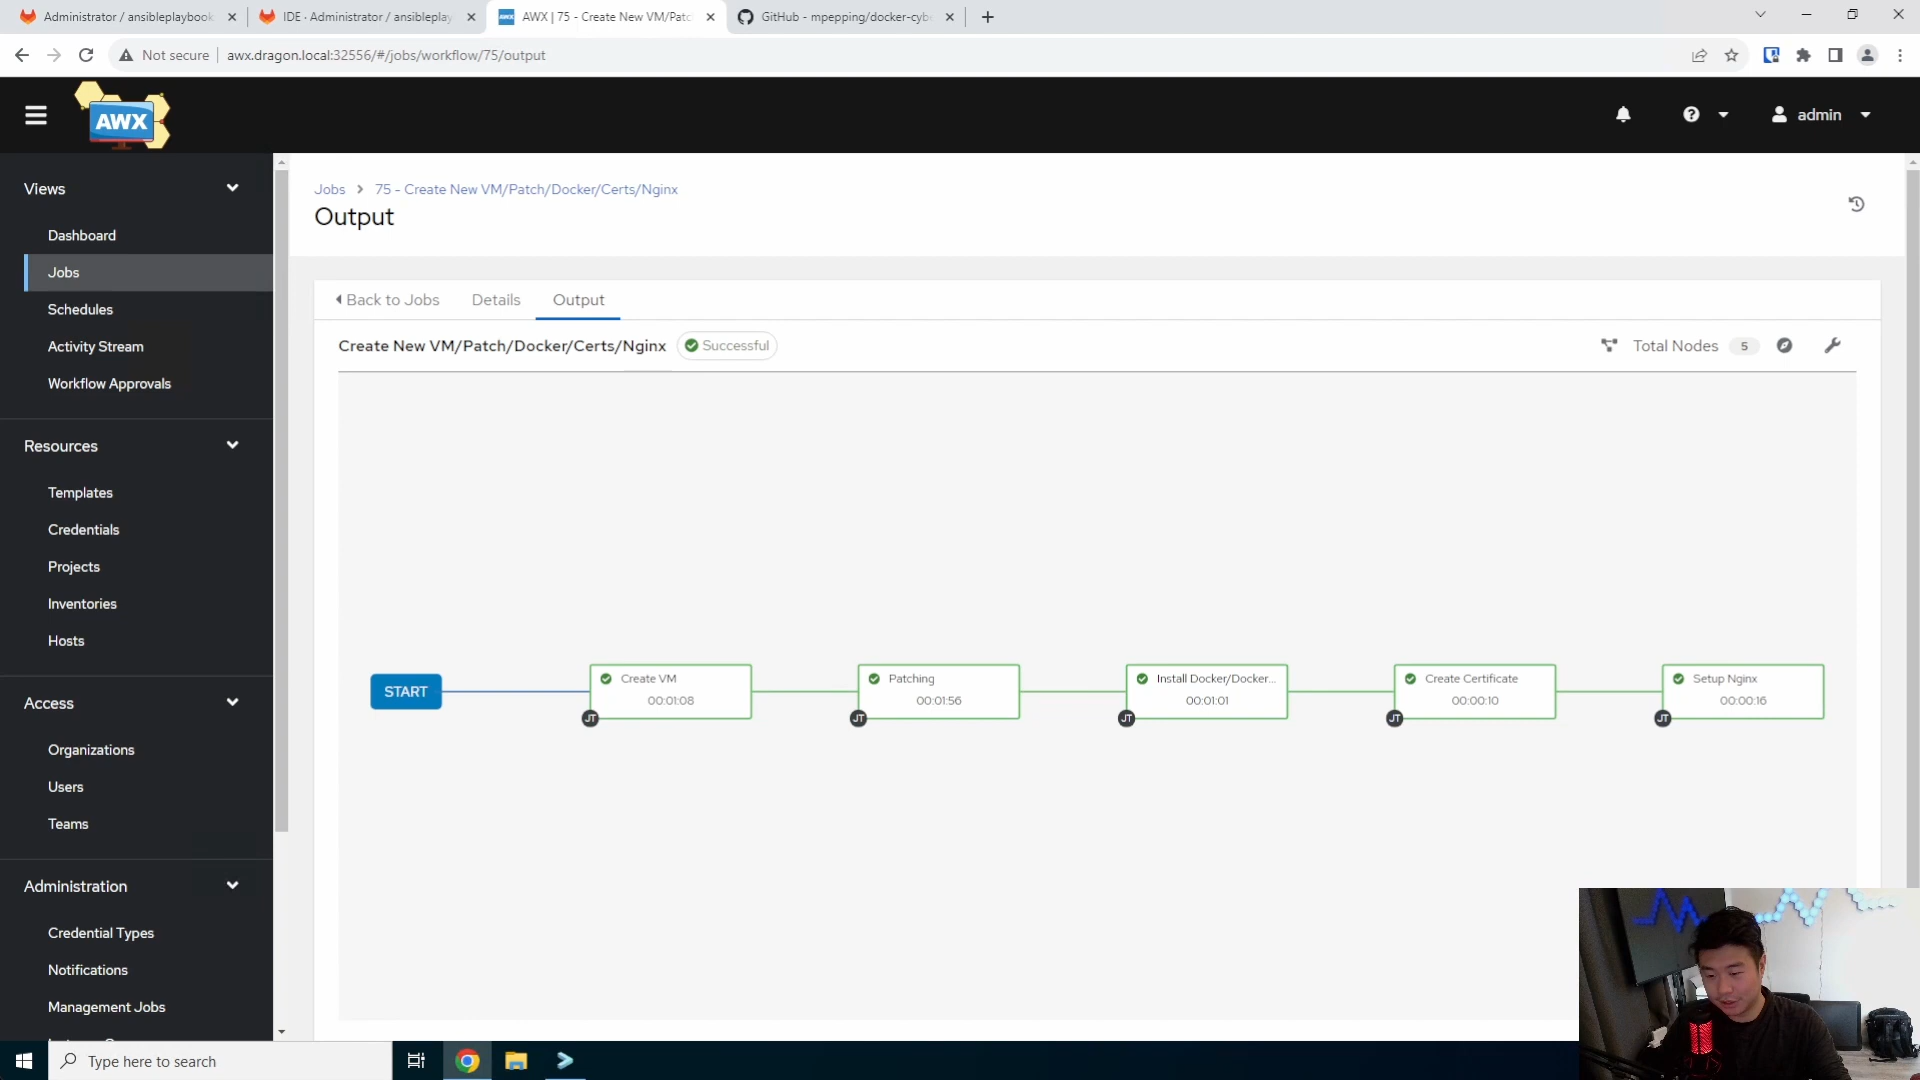 Administrator / ansibleplaybook
IDE · Administrator / ansibleplay
AWX | 75 - Create New VM/Patc
GitHub - mpepping/docker-cybe
Not secure
awx.dragon.local:32556/#/jobs/workflow/75/output
AWX
admin
Views
Dashboard
Jobs
Schedules
Activity Stream
Workflow Approvals
Resources
Templates
Credentials
Projects
Inventories
Hosts
Access
Organizations
Users
Teams
Administration
Credential Types
Notifications
Management Jobs
Jobs
75 - Create New VM/Patch/Docker/Certs/Nginx
Output
Back to Jobs
Details
Output
Create New VM/Patch/Docker/Certs/Nginx
Successful
Total Nodes 5
START
Create VM
00:01:08
JT
Patching
00:01:56
JT
Install Docker/Docker...
00:01:01
JT
Create Certificate
00:00:10
JT
Setup Nginx
00:00:16
JT
Type here to search